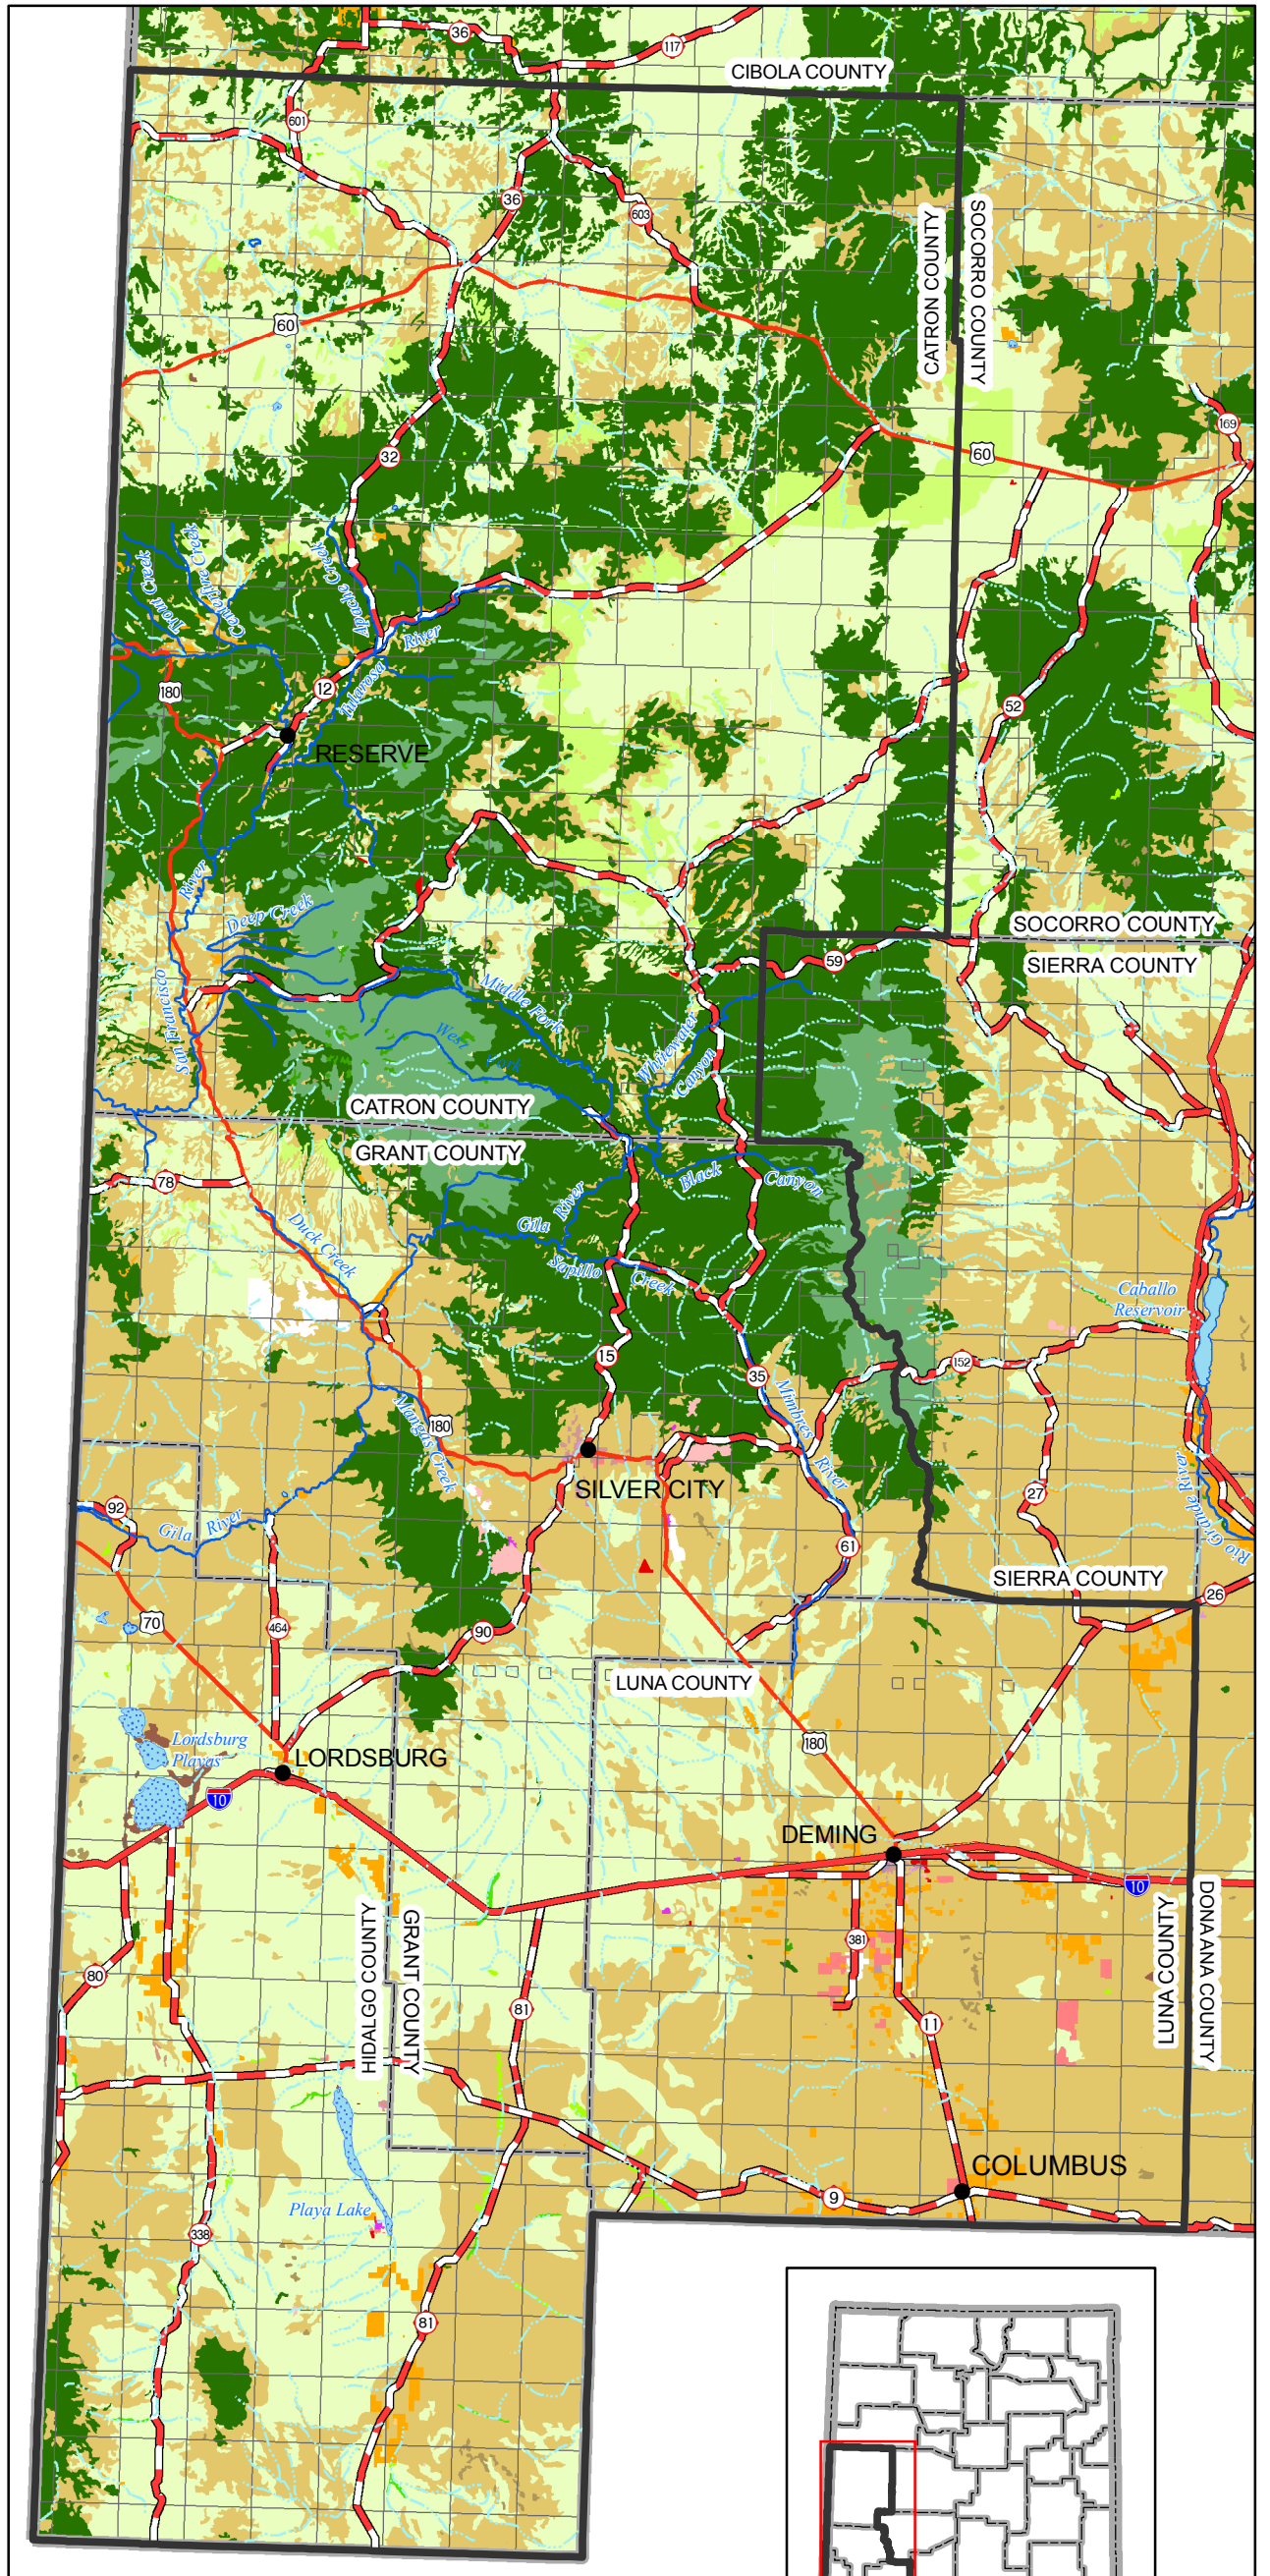 36
117
CIBOLA COUNTY
601
36
603
CATRON COUNTY
SOCORRO COUNTY
60
169
32
60
Trout Creek
Centerfire Creek
Apache Creek
River
12
180
Tularosa
52
RESERVE
River
Deep Creek
SOCORRO COUNTY
59
SIERRA COUNTY
San Francisco
Middle Fork
West Fork
Whitewater
Canyon
CATRON COUNTY
GRANT COUNTY
78
Black
Canyon
Duck Creek
Gila
River
Sapillo
Creek
Caballo
Reservoir
15
152
35
Mimbres
River
180
Mangas Creek
SILVER CITY
27
Rio Grande River
92
Gila River
61
SIERRA COUNTY
26
70
464
90
LUNA COUNTY
Lordsburg
Playas
180
LORDSBURG
10
DEMING
10
HIDALGO COUNTY
GRANT COUNTY
LUNA COUNTY
DONA ANA COUNTY
381
80
81
11
COLUMBUS
9
Playa Lake
338
81